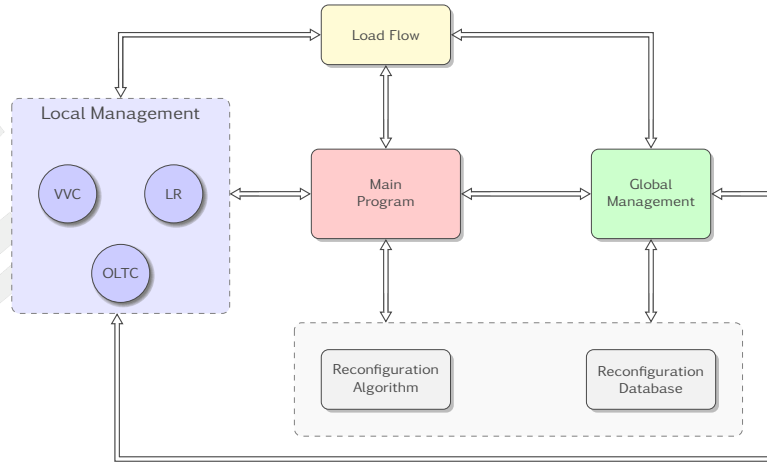 Load Flow
Local Management
VVC
LR
OLTC
Main
Program
Global
Management
Reconfiguration
Algorithm
Reconfiguration
Database